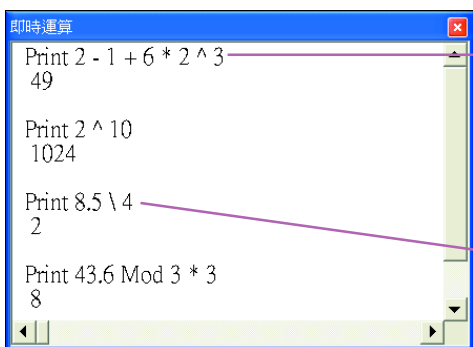 即時運算
Print 2 - 1 + 6 * 2 ^ 3
49
Print 2 ^ 10
1024
Print 8.5 \ 4
2
Print 43.6 Mod 3 * 3
8